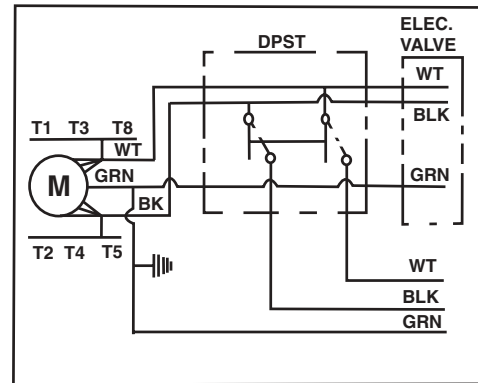 ELEC.
DPST VALVE
WT
BLK
T1 T3 T8
WT
M GRN GRN
BK
T2 T4 T5
WT
BLK
GRN